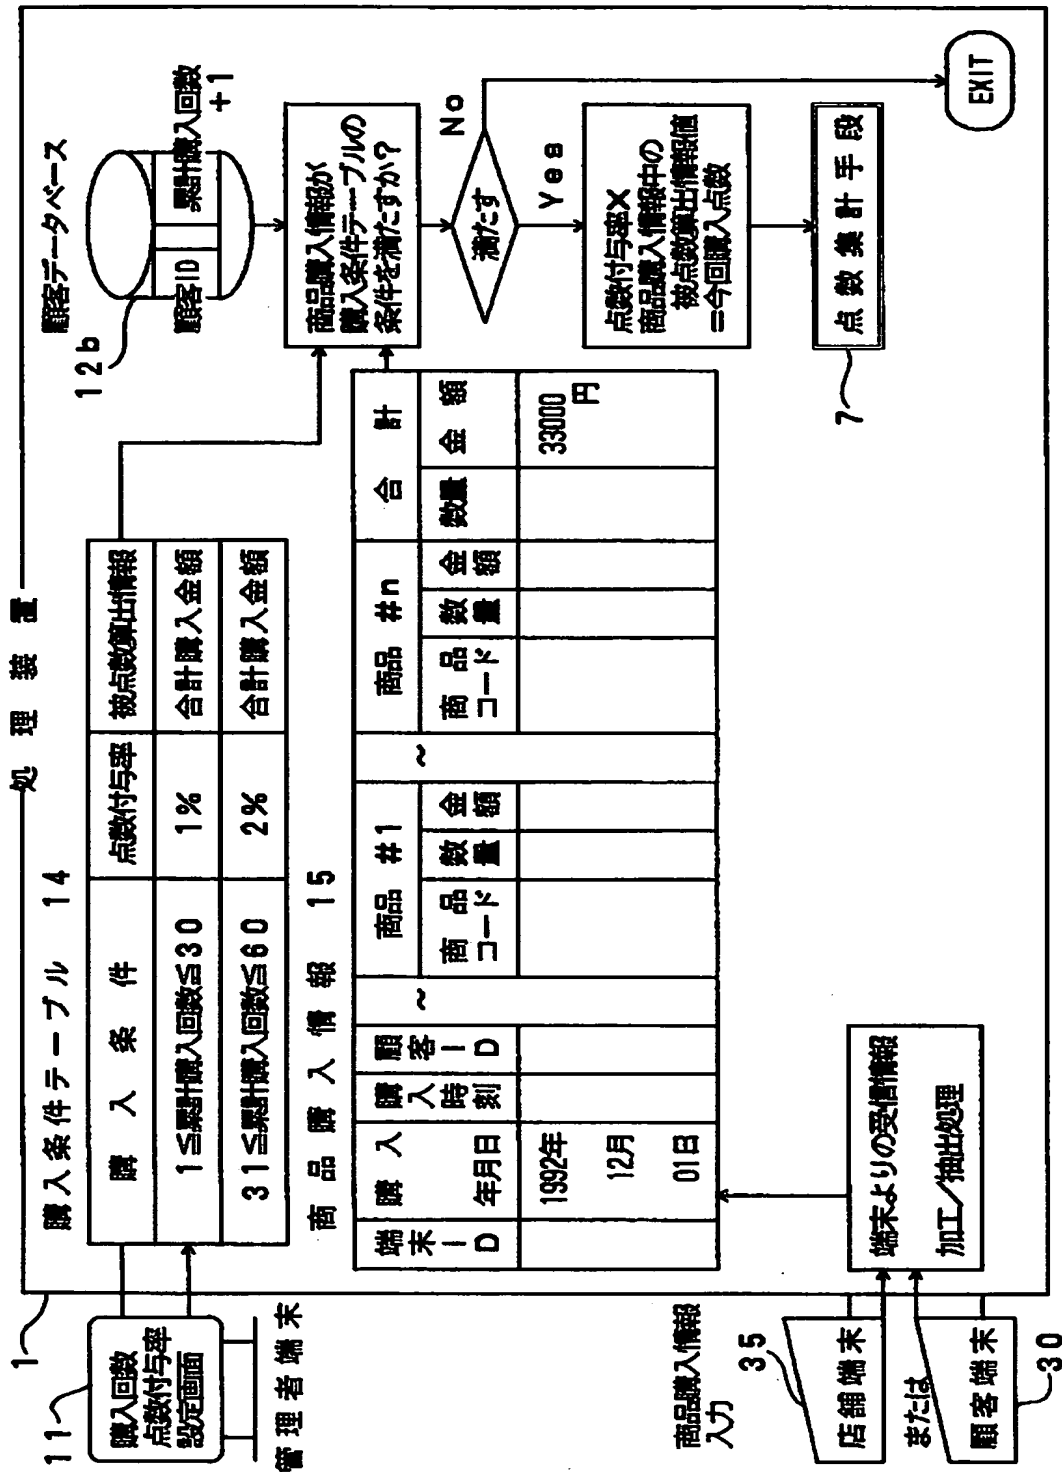 処理装置
1
11
購入回数
点数付与率
設定画面
管理者端末
購入条件テーブル 14
購入条件
点数付与率
被点数算出情報
1≦累計購入回数≦30
1%
合計購入金額
31≦累計購入回数≦60
2%
合計購入金額
商品購入情報 15
端末ID
購入
年月日
購入時刻
顧客ID
~
商品 #1
商品
コード
数量
金額
~
商品 #n
商品
コード
数量
金額
合計
数量
金額
1992年
12月
01日
33000
円
顧客データベース
12b
顧客ID
累計購入回数
+1
商品購入情報が
購入条件テーブルの
条件を満たすか?
満たす
No
Yes
点数付与率×
商品購入情報中の
被点数算出情報値
=今回購入点数
点数集計手段
7
EXIT
商品購入情報
入力
35
店舗端末
または
顧客端末
30
端末よりの受信情報
加工/抽出処理